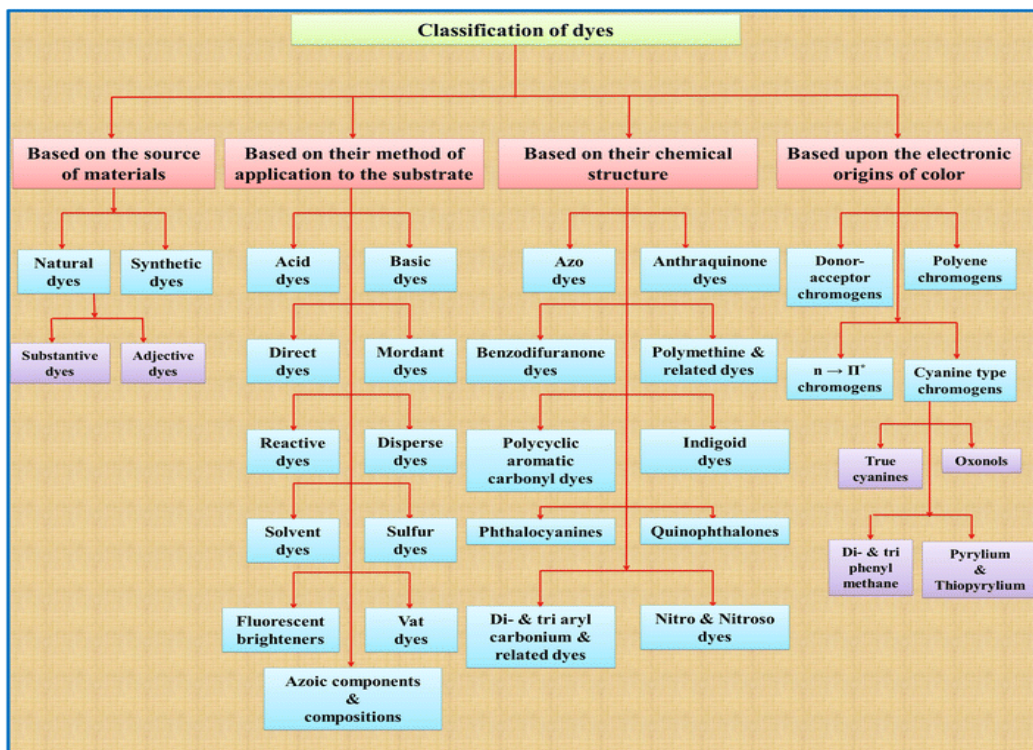 Classification of dyes
Based on the source
of materials
Based on their method of
application to the substrate
Based on their chemical
structure
Based upon the electronic
origins of color
Natural
dyes
Synthetic
dyes
Substantive
dyes
Adjective
dyes
Acid
dyes
Basic
dyes
Direct
dyes
Mordant
dyes
Reactive
dyes
Disperse
dyes
Solvent
dyes
Sulfur
dyes
Fluorescent
brighteners
Vat
dyes
Azoic components
&
compositions
Azo
dyes
Anthraquinone
dyes
Benzodifuranone
dyes
Polymethine &
related dyes
Polycyclic
aromatic
carbonyl dyes
Indigoid
dyes
Phthalocyanines
Quinophthalones
Di- & tri aryl
carbonium &
related dyes
Nitro & Nitroso
dyes
Donor-
acceptor
chromogens
Polyene
chromogens
n → Π*
chromogens
Cyanine type
chromogens
True
cyanines
Oxonols
Di- & tri
phenyl
methane
Pyrylium
&
Thiopyrylium